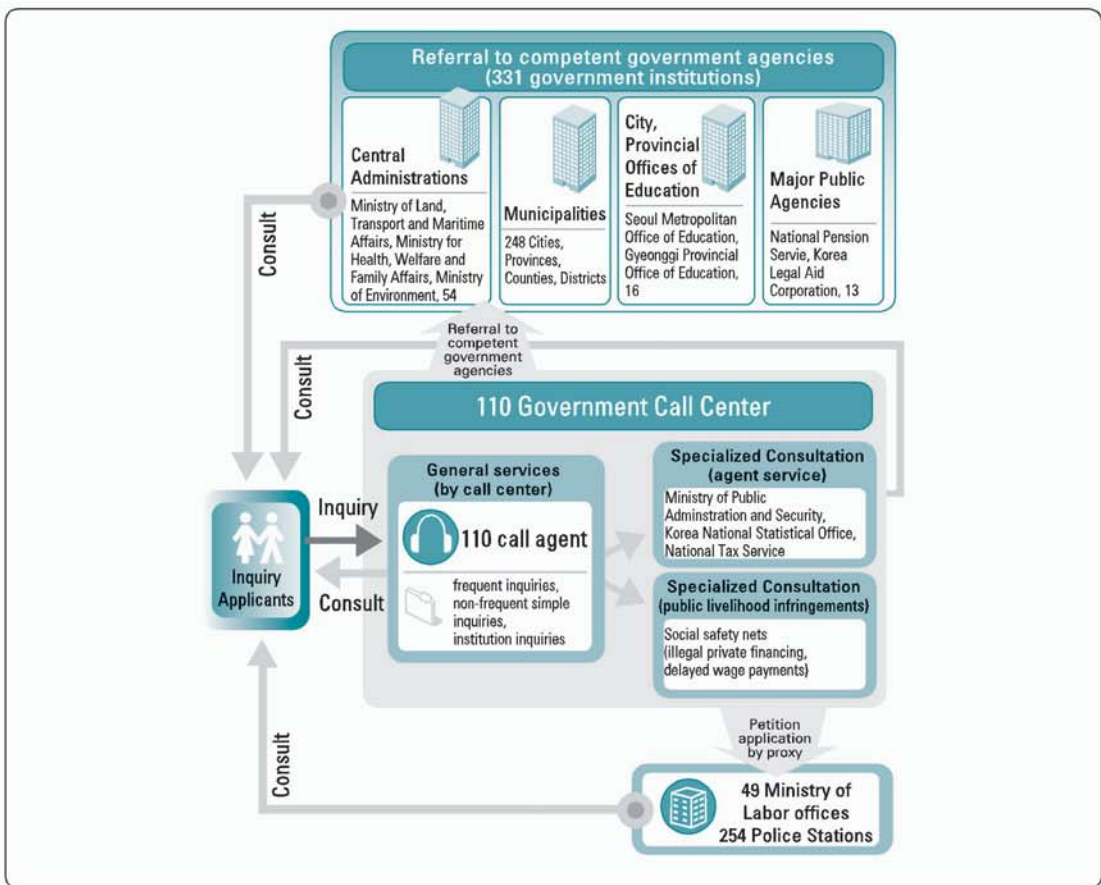 Referral to competent government agencies
(331 government institutions)
Central
Administrations
Ministry of Land,
Transport and Maritime
Affairs, Ministry for
Health, Welfare and
Family Affairs, Ministry
of Environment, 54
Municipalities
248 Cities,
Provinces,
Counties, Districts
City,
Provincial
Offices of
Education
Seoul Metropolitan
Office of Education,
Gyeonggi Provincial
Office of Education,
16
Major Public
Agencies
National Pension
Servie, Korea
Legal Aid
Corporation, 13
Consult
Consult
Referral to
competent
government
agencies
110 Government Call Center
General services
(by call center)
110 call agent
frequent inquiries,
non-frequent simple
inquiries,
institution inquiries
Specialized Consultation
(agent service)
Ministry of Public
Adminstration and Security,
Korea National Statistical Office,
National Tax Service
Specialized Consultation
(public livelihood infringements)
Social safety nets
(illegal private financing,
delayed wage payments)
Inquiry
Consult
Inquiry
Applicants
Consult
Petition
application
by proxy
49 Ministry of
Labor offices
254 Police Stations